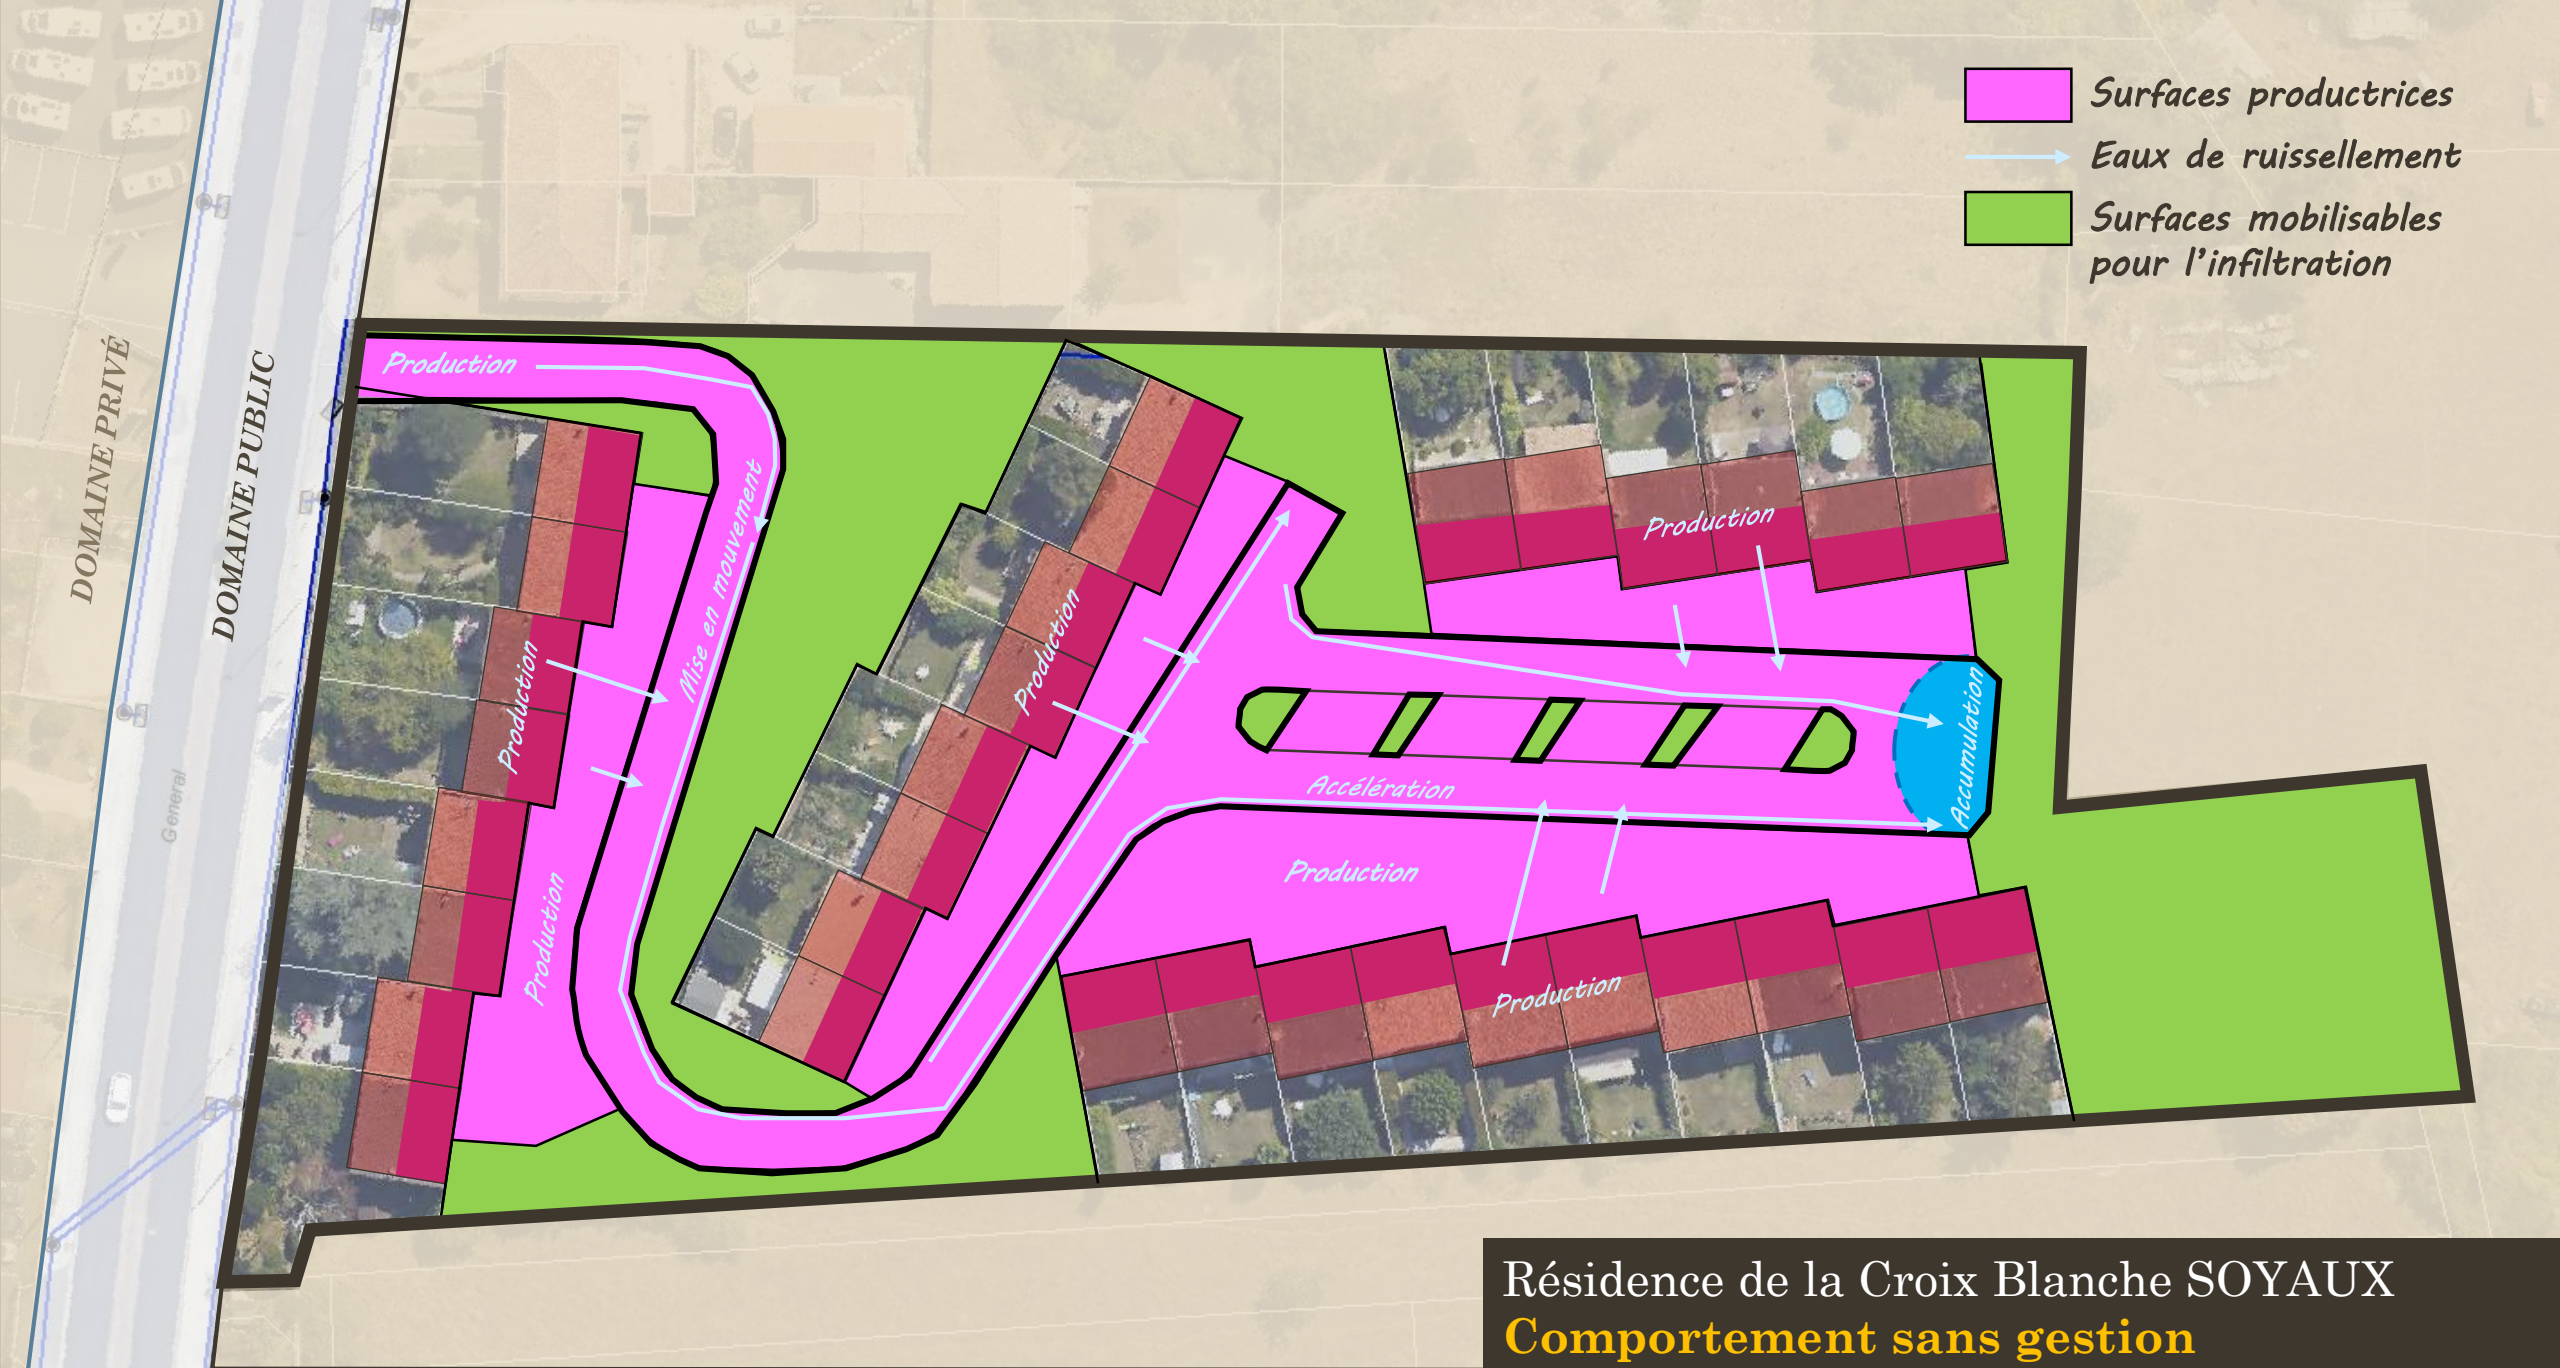 Surfaces productrices
Eaux de ruissellement
Surfaces mobilisables
pour l'infiltration
DOMAINE PRIVÉ
DOMAINE PUBLIC
General
Production
Mise en mouvement
Production
Production
Production
Production
Accélération
Production
Production
Accumulation
Résidence de la Croix Blanche SOYAUX
Comportement sans gestion